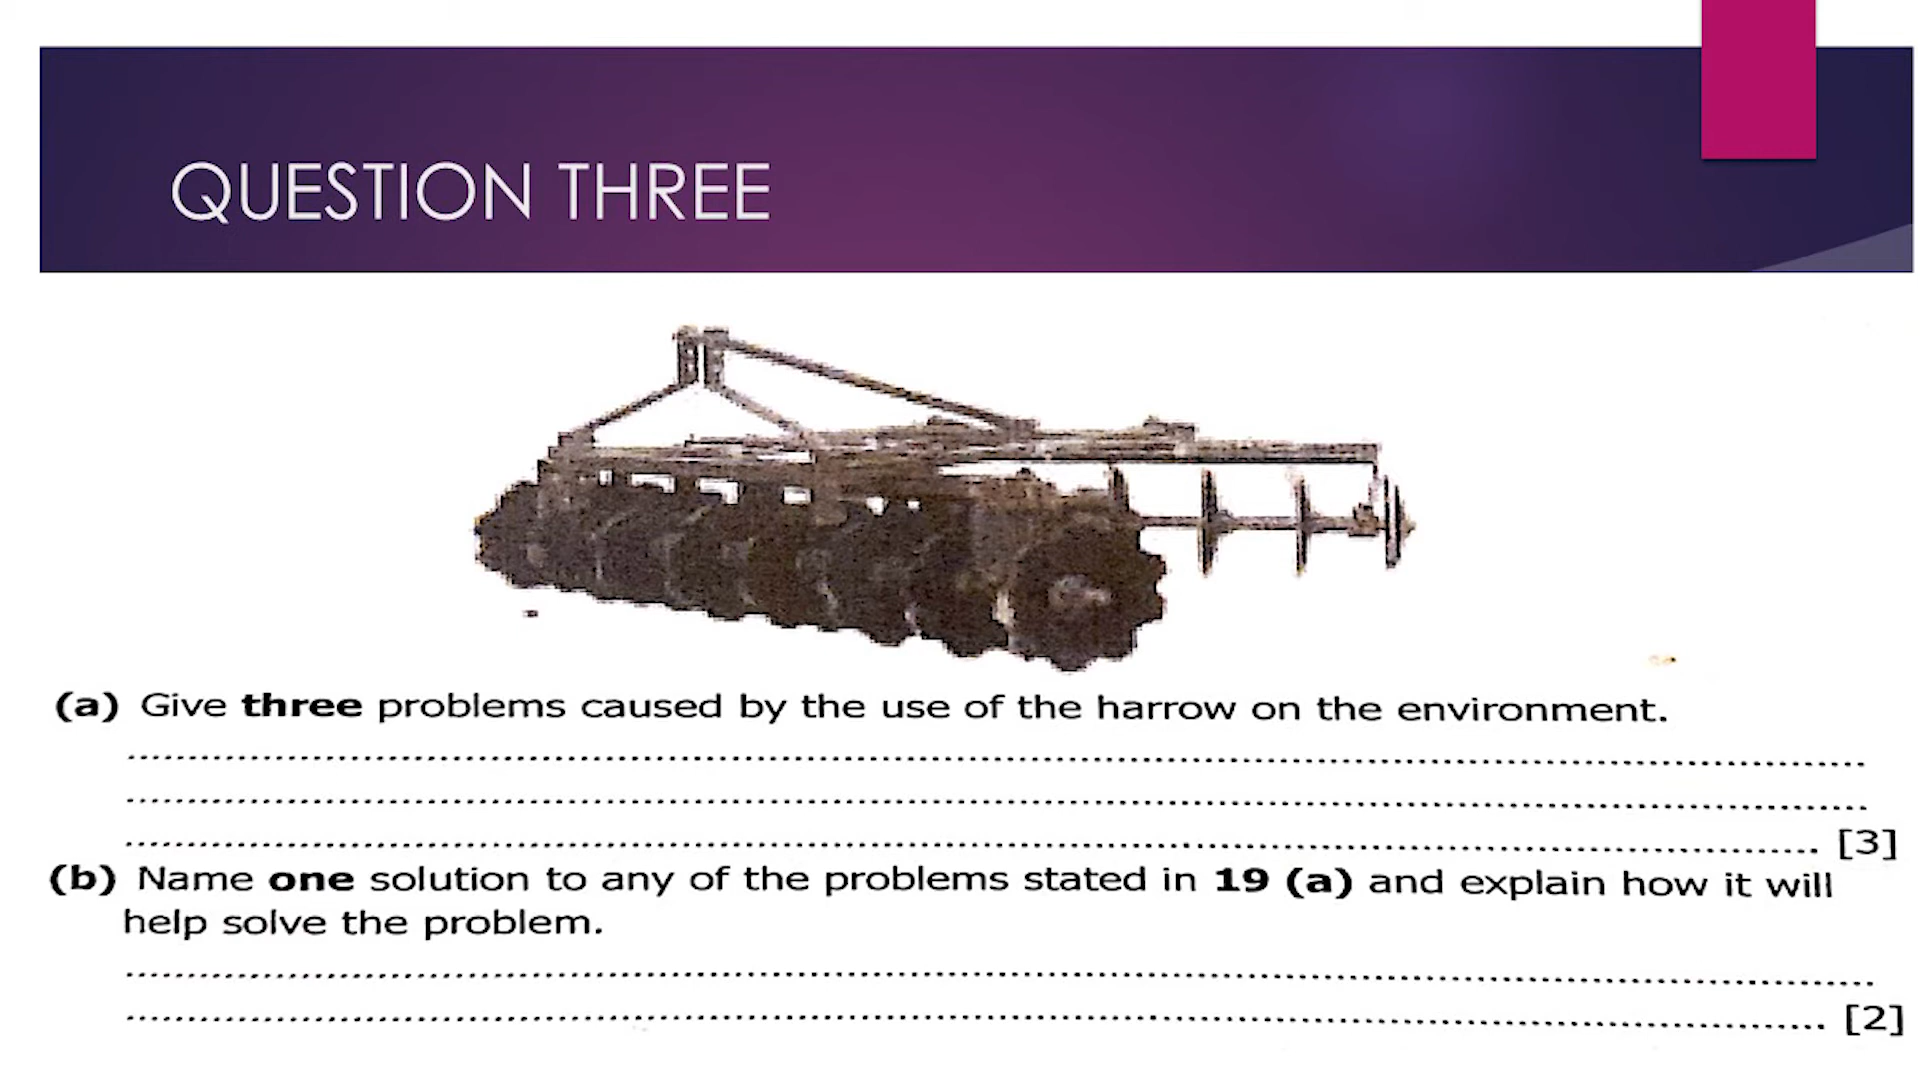 QUESTION THREE
(a) Give three problems caused by the use of the harrow on the environment.
[3]
(b) Name one solution to any of the problems stated in 19 (a) and explain how it will
help solve the problem.
[2]